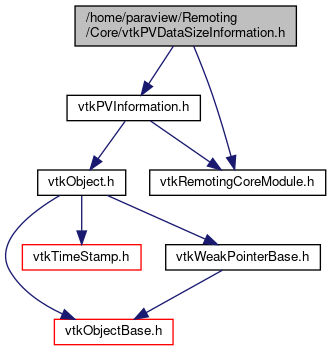 /home/paraview/Remoting
/Core/vtkPVDataSizeInformation.h
vtkPVInformation.h
vtkObject.h
vtkRemotingCoreModule.h
vtkTimeStamp.h
vtkWeakPointerBase.h
vtkObjectBase.h